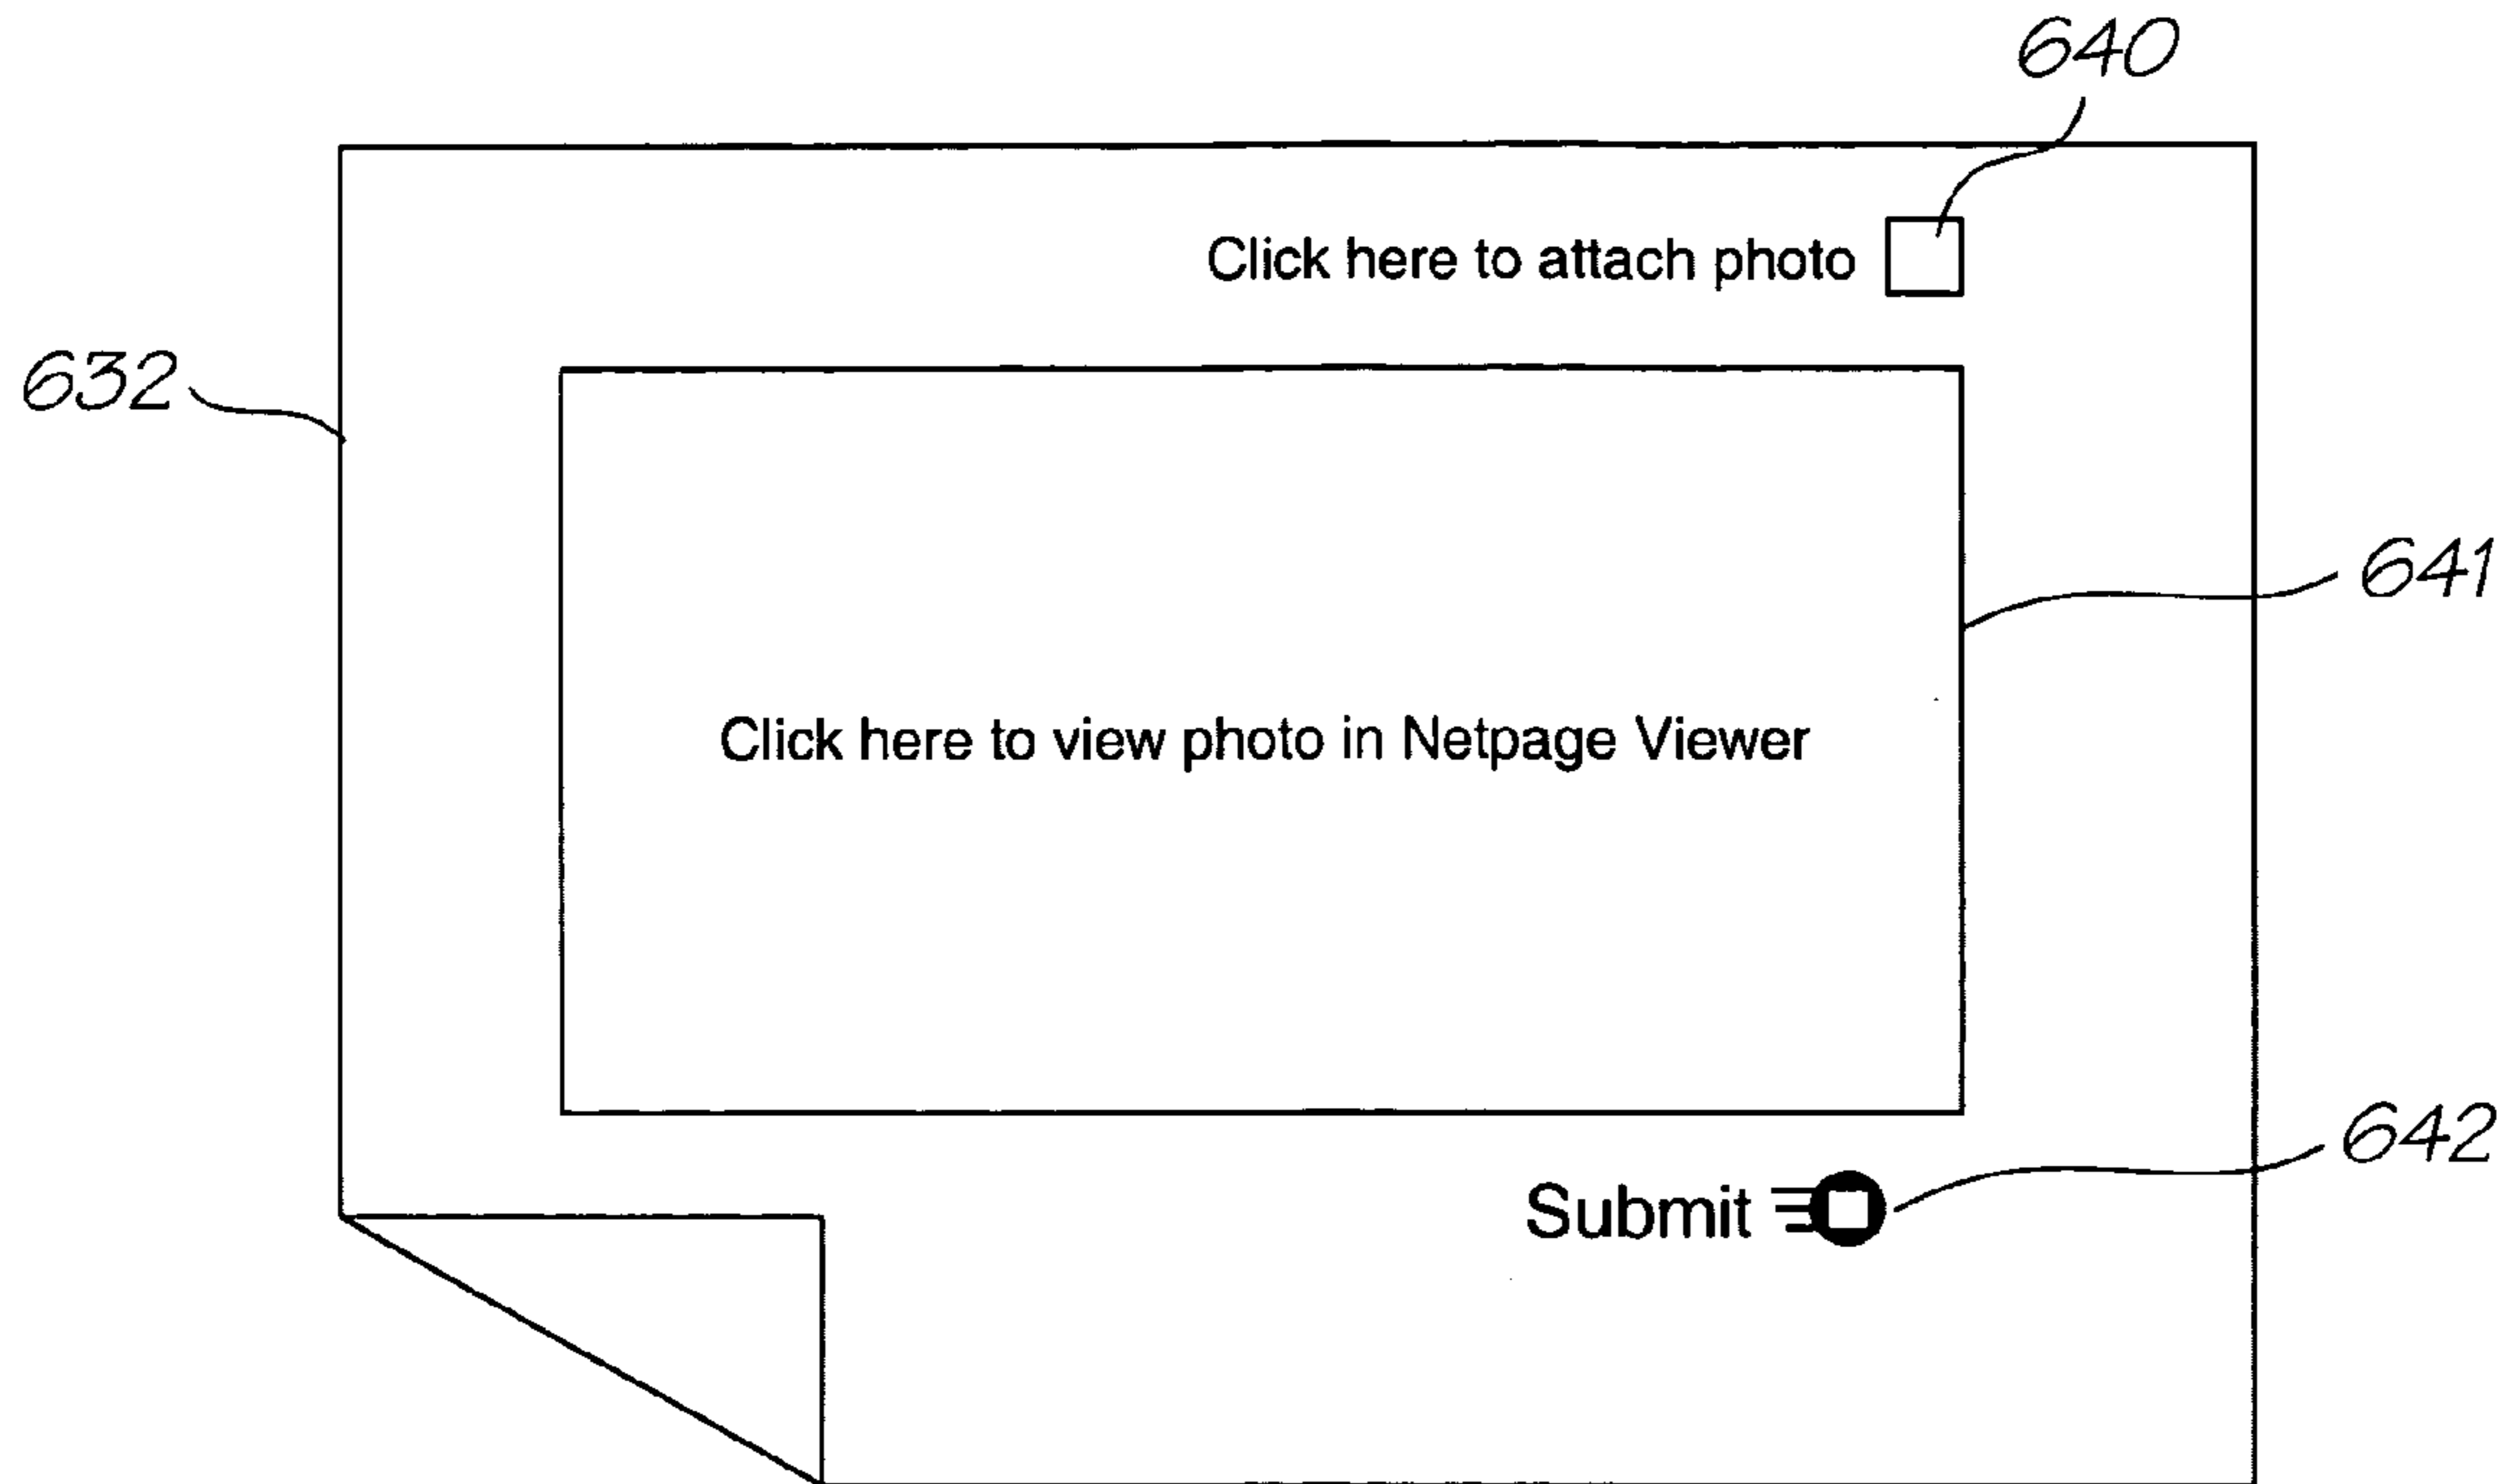 640
Click here to attach photo
632
641
Click here to view photo in Netpage Viewer
642
Submit